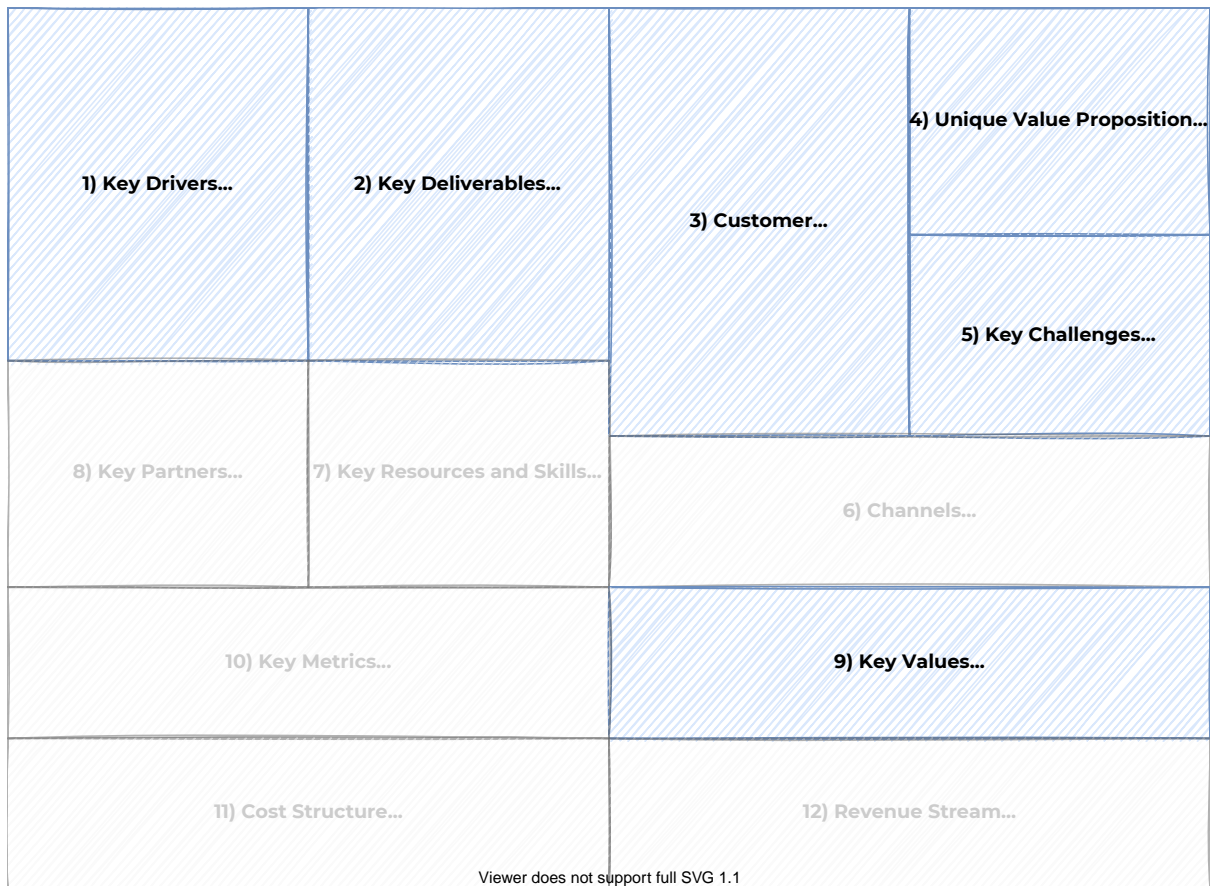 1) Key Drivers...
2) Key Deliverables...
3) Customer...
4) Unique Value Proposition...
5) Key Challenges...
8) Key Partners...
7) Key Resources and Skills...
6) Channels...
10) Key Metrics...
9) Key Values...
11) Cost Structure...
12) Revenue Stream...
Viewer does not support full SVG 1.1